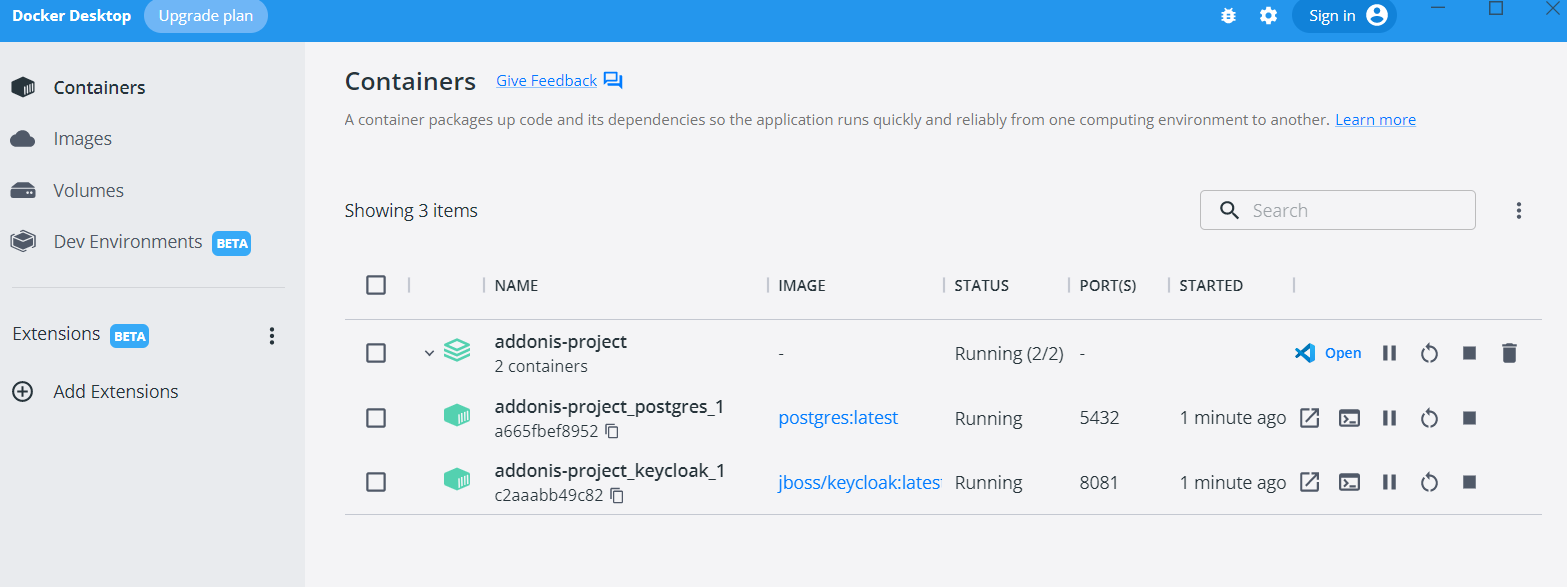 Docker Desktop Upgrade plan Sign in
Containers
Images
Volumes
Dev Environments BETA
Extensions BETA
Add Extensions
Containers Give Feedback
A container packages up code and its dependencies so the application runs quickly and reliably from one computing environment to another. Learn more
Showing 3 items Search
NAME IMAGE STATUS PORT(S) STARTED
addonis-project - Running (2/2) - Open
2 containers
addonis-project_postgres_1 postgres:latest Running 5432 1 minute ago
a665fbef8952
addonis-project_keycloak_1 jboss/keycloak:latest Running 8081 1 minute ago
c2aaabb49c82